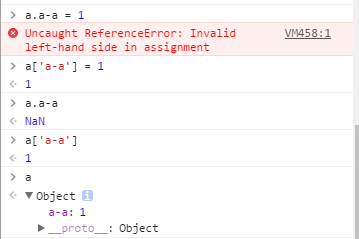 > a.a-a = 1
Uncaught ReferenceError: Invalid VM458:1
left-hand side in assignment
> a['a-a'] = 1
< 1
> a.a-a
< NaN
> a['a-a']
< 1
> a
< ▼Object i
a-a: 1
▶__proto__: Object